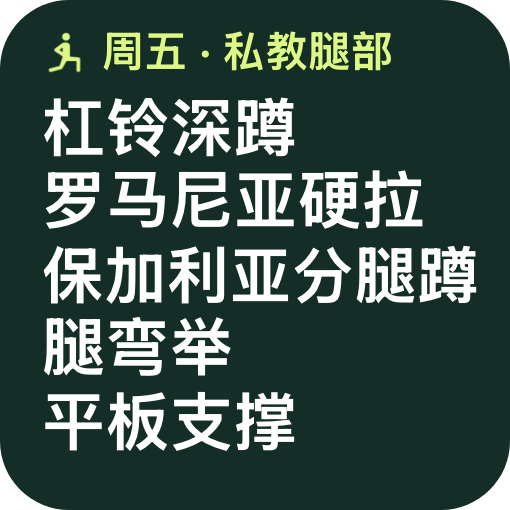 周五 · 私教腿部
杠铃深蹲
罗马尼亚硬拉
保加利亚分腿蹲
腿弯举
平板支撑